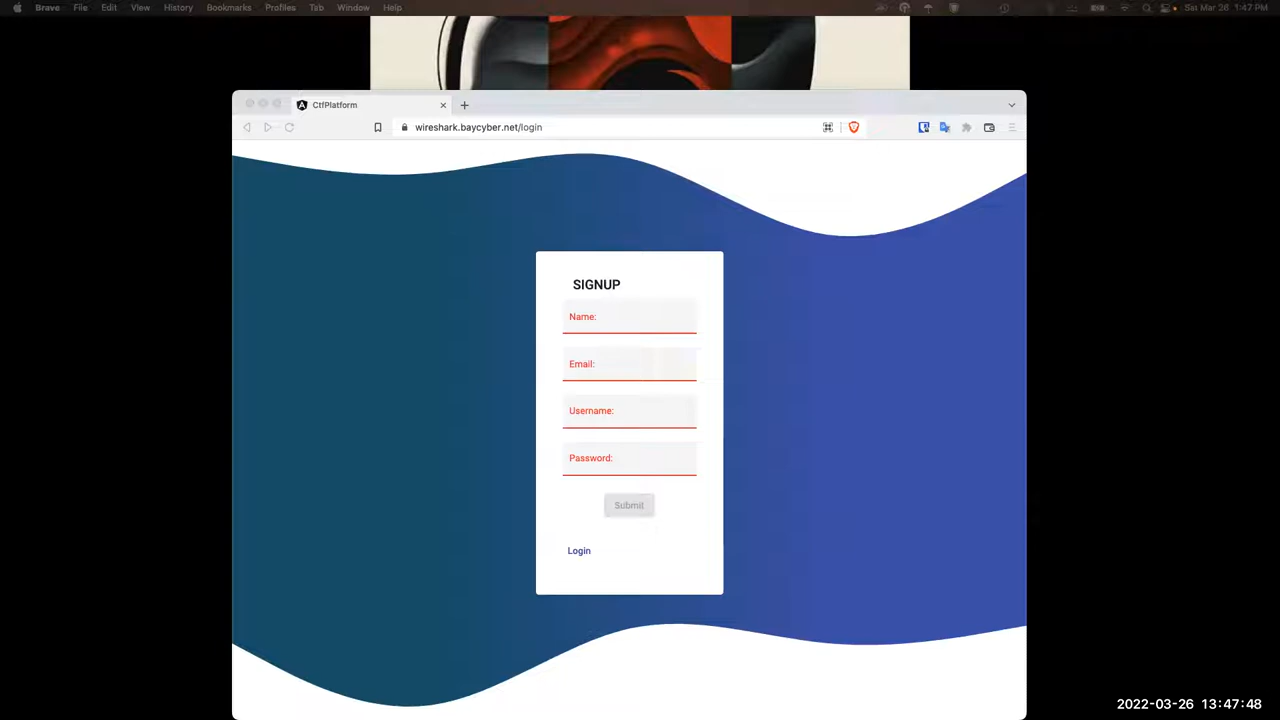 Brave File Edit View History Bookmarks Profiles Tab Window Help Sat Mar 26 1:47 PM
CtfPlatform
wireshark.baycyber.net/login
SIGNUP
Name:
Email:
Username:
Password:
Submit
Login
2022-03-26 13:47:48